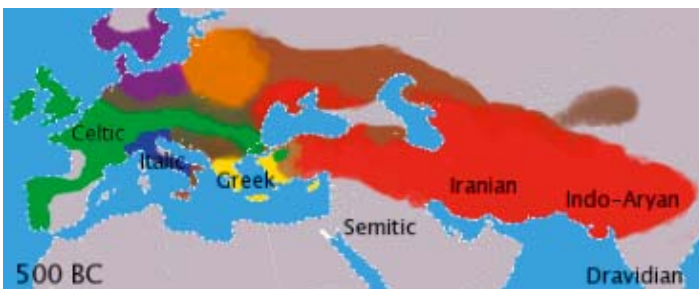 Celtic
Italic
Greek
Iranian
Indo-Aryan
Semitic
500 BC
Dravidian